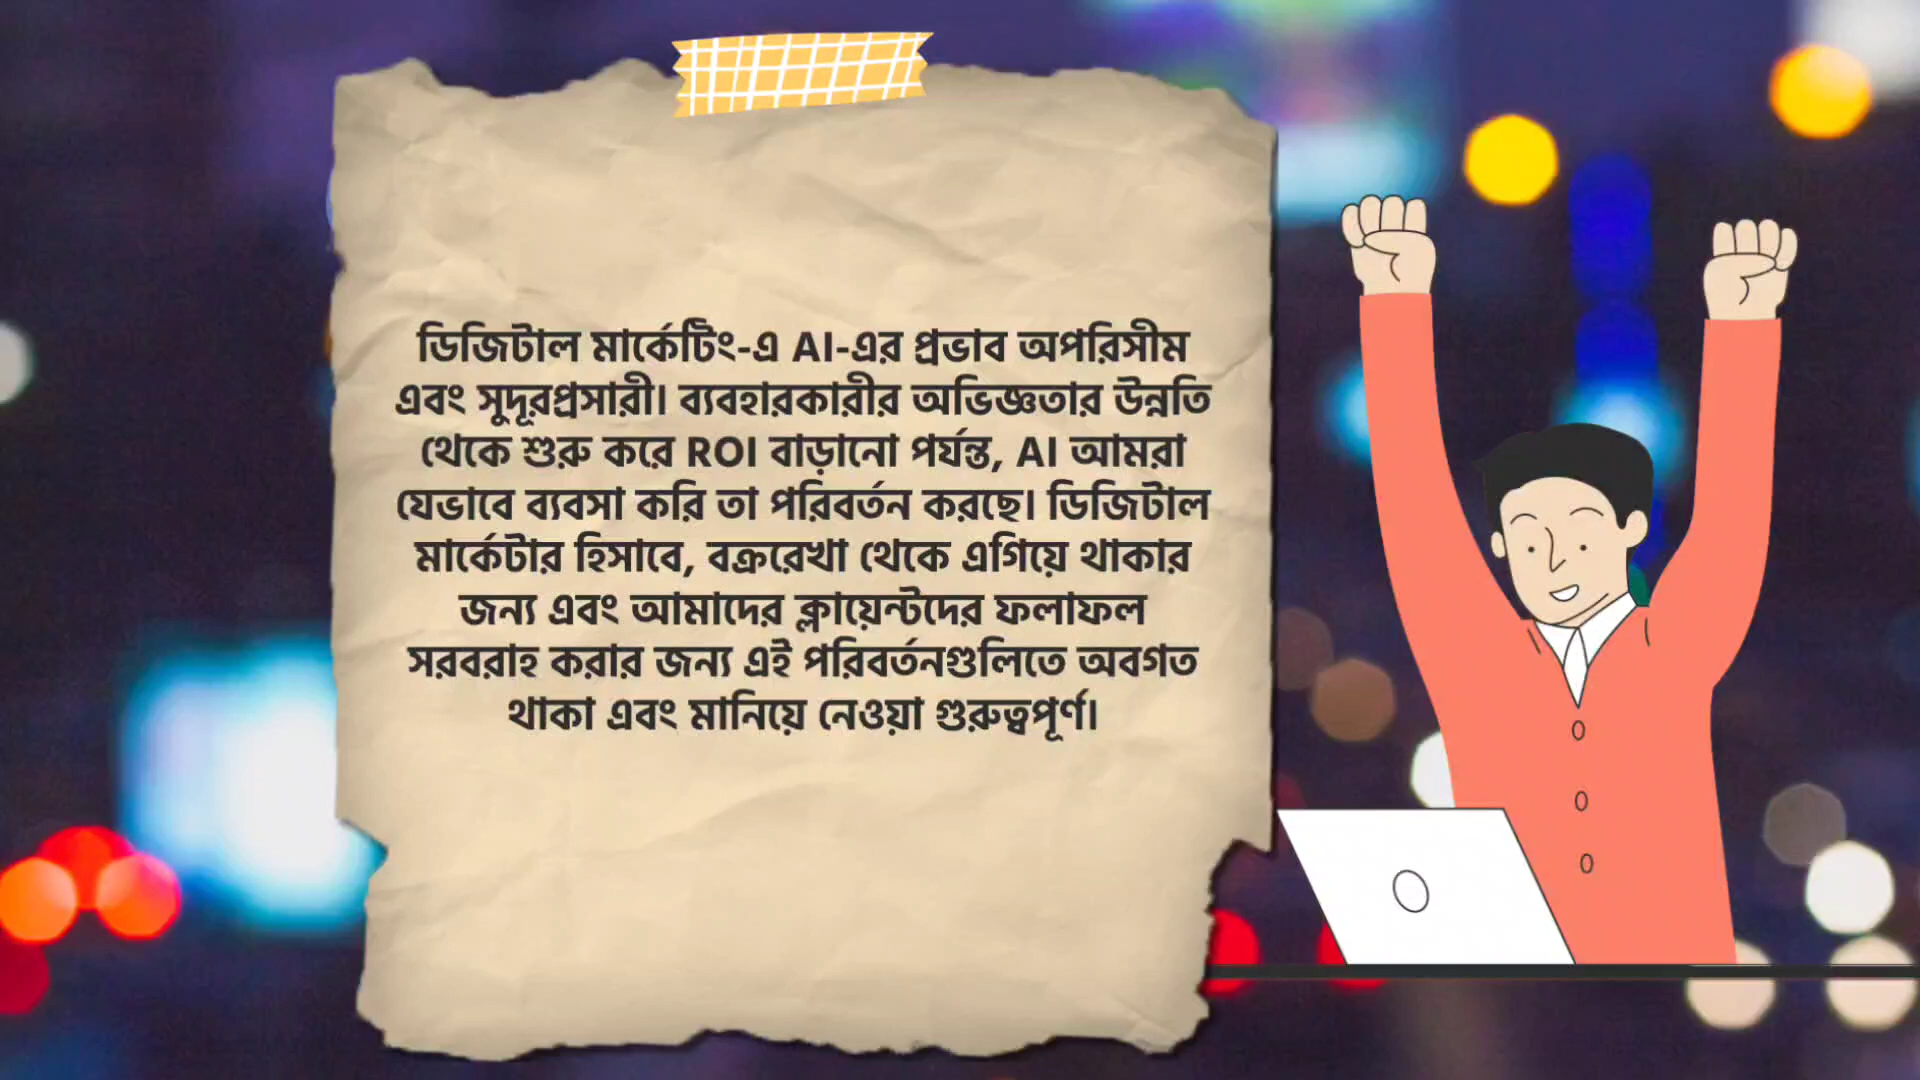 ডিজিটাল মার্কেটিং-এ AI-এর প্রভাব অপরিসীম
এবং সুদূরপ্রসারী। ব্যবহারকারীর অভিজ্ঞতার উন্নতি
থেকে শুরু করে ROI বাড়ানো পর্যন্ত, AI আমরা
যেভাবে ব্যবসা করি তা পরিবর্তন করছে। ডিজিটাল
মার্কেটার হিসাবে, বক্ররেখা থেকে এগিয়ে থাকার
জন্য এবং আমাদের ক্লায়েন্টদের ফলাফল
সরবরাহ করার জন্য এই পরিবর্তনগুলিতে অবগত
থাকা এবং মানিয়ে নেওয়া গুরুত্বপূর্ণ।